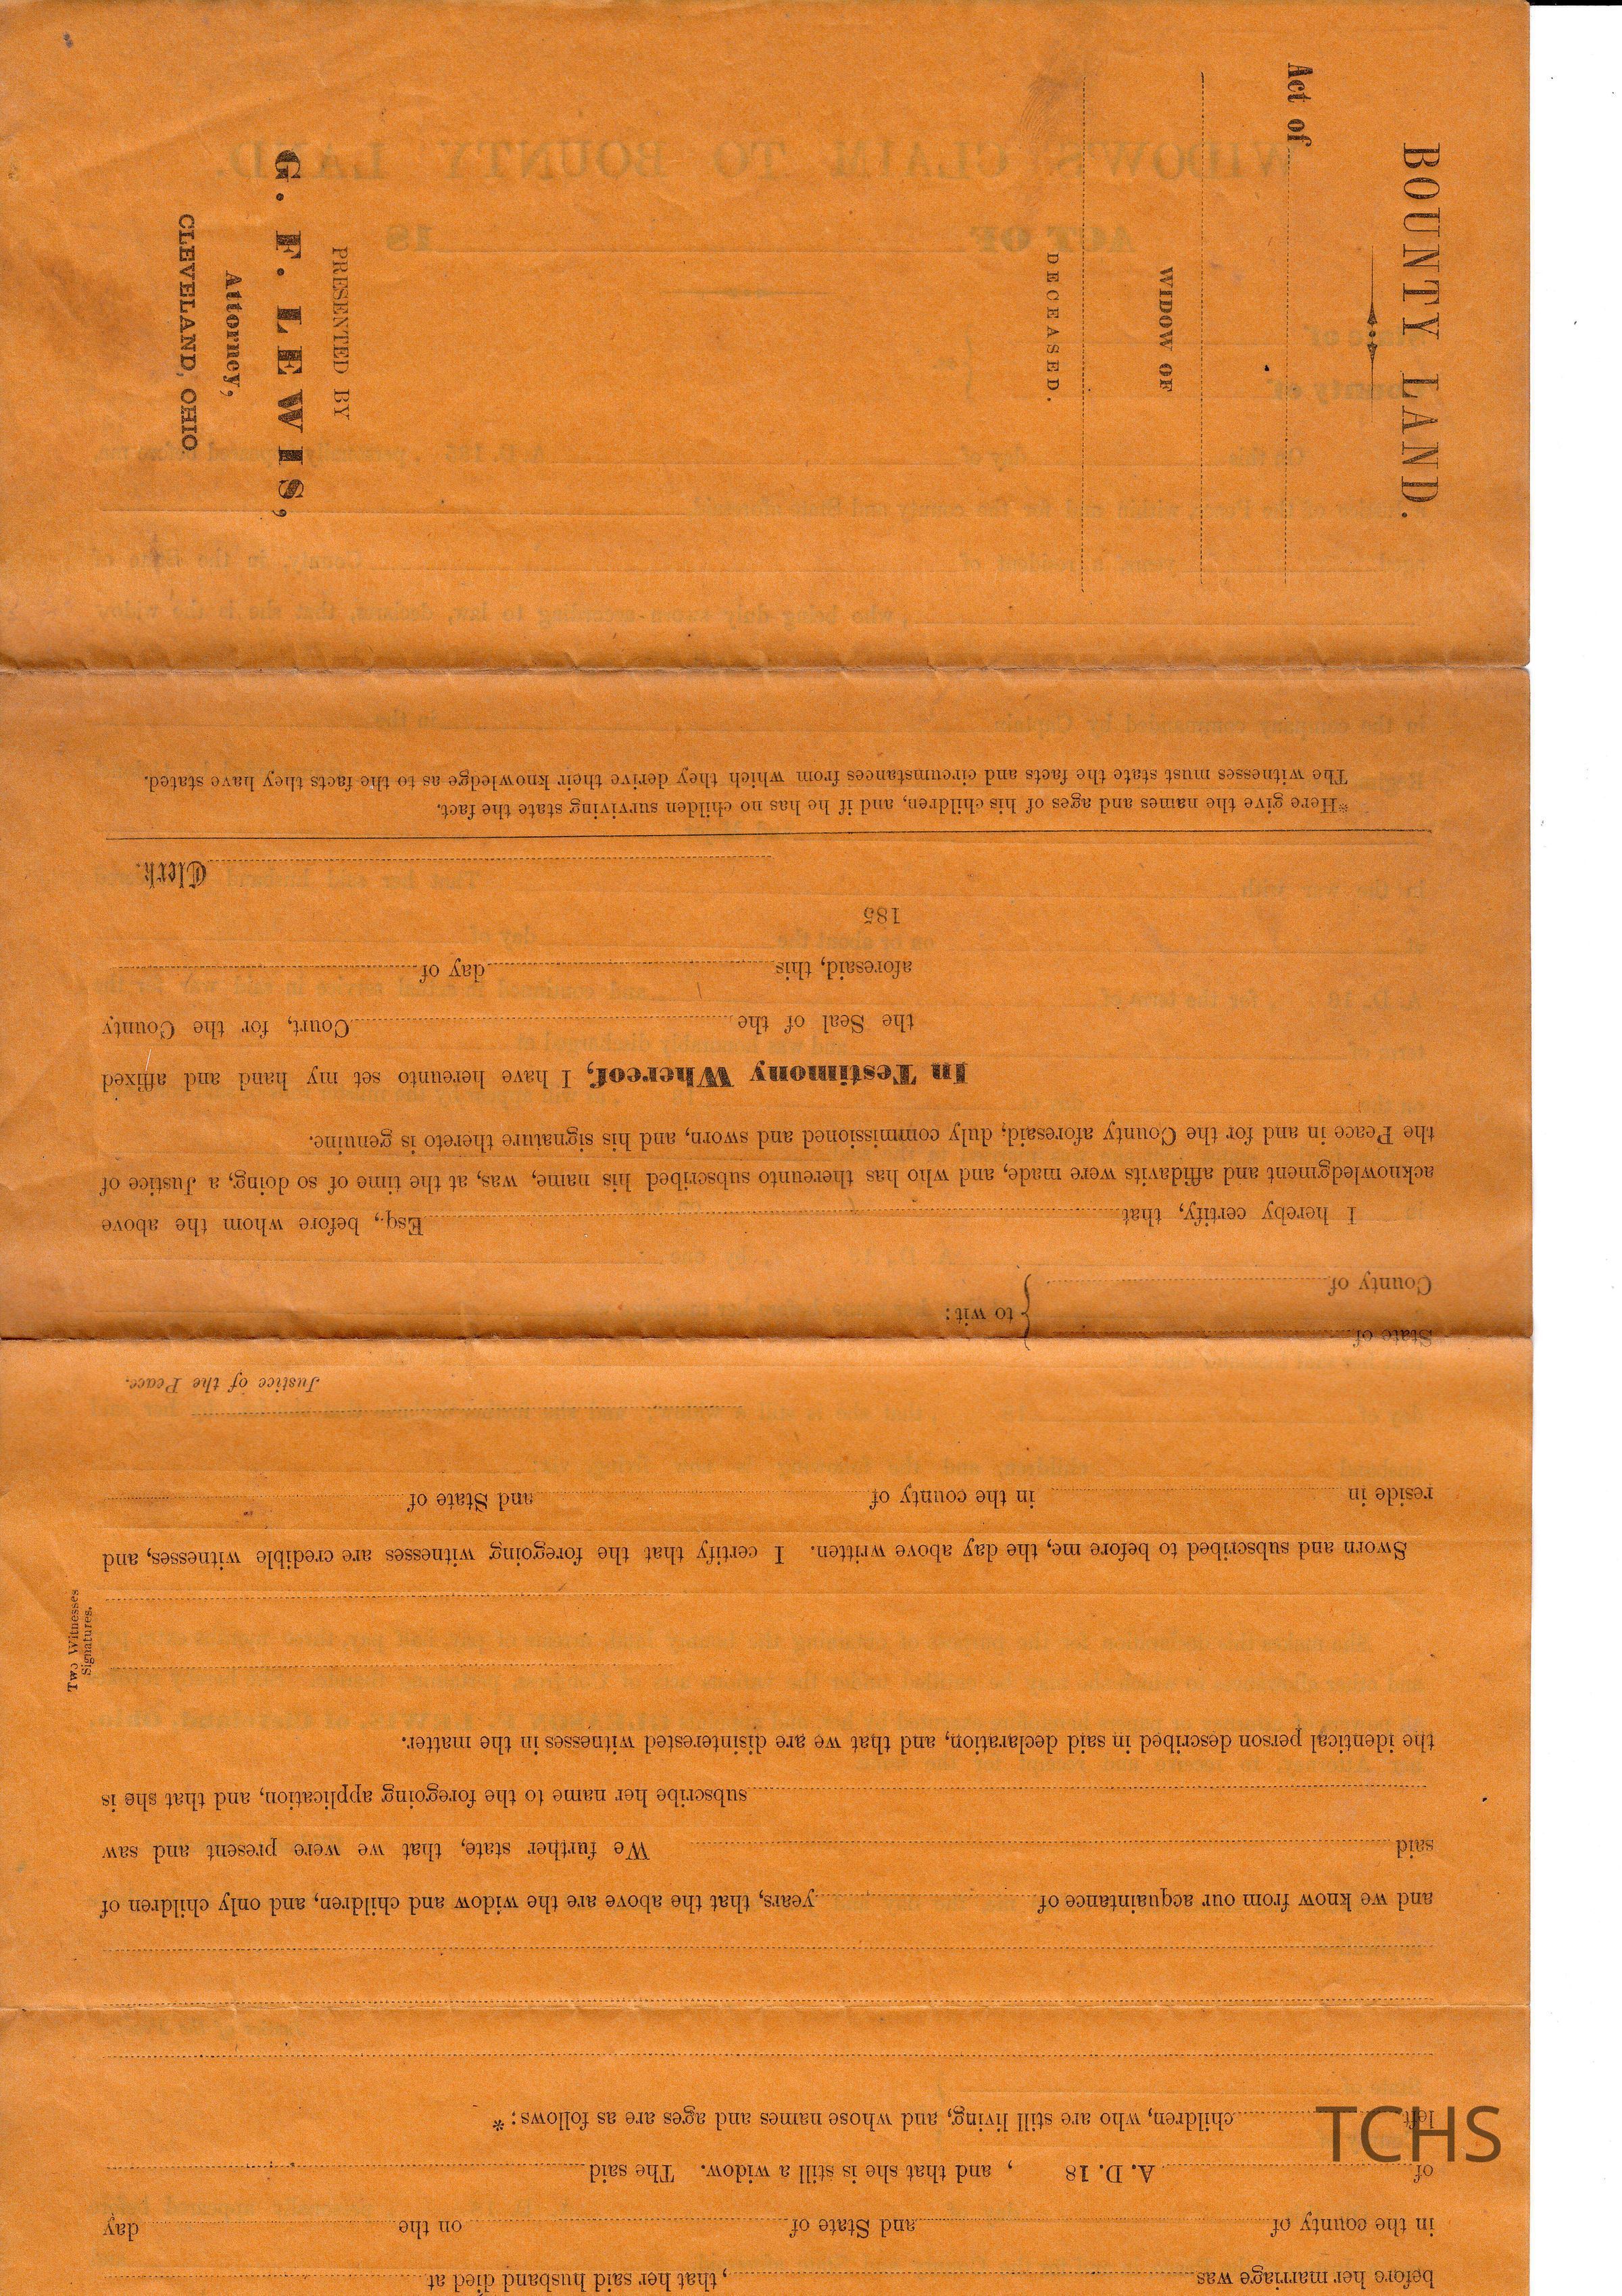 before her marriage was , that her said husband died at
in the county of and State of on the day
of A. D. 18 , and that she is still a widow. The said
left children, who are still living, and whose names and ages are as follows: *
and we know from our acquaintance of years, that the above are the widow and children, and only children of
said We further state, that we were present and saw
subscribe her name to the foregoing application, and that she is
the identical person described in said declaration, and that we are disinterested witnesses in the matter.
Two Witnesses
Signatures.
Sworn and subscribed to before me, the day above written. I certify that the foregoing witnesses are credible witnesses, and
reside in in the county of and State of
Justice of the Peace.
State of
County of
to wit:
I hereby certify, that Esq., before whom the above
acknowledgment and affidavits were made, and who has thereunto subscribed his name, was, at the time of so doing, a Justice of
the Peace in and for the County aforesaid; duly commissioned and sworn, and his signature thereto is genuine.
In Testimony Whereof, I have hereunto set my hand and affixed
the Seal of the Court, for the County
aforesaid, this day of
185
Clerk.
*Here give the names and ages of his children, and if he has no childen surviving state the fact.
The witnesses must state the facts and circumstances from which they derive their knowledge as to the facts they have stated.
BOUNTY LAND.
Act of
WIDOW OF
DECEASED.
PRESENTED BY
G. F. LEWIS,
Attorney,
CLEVELAND, OHIO
TCHS